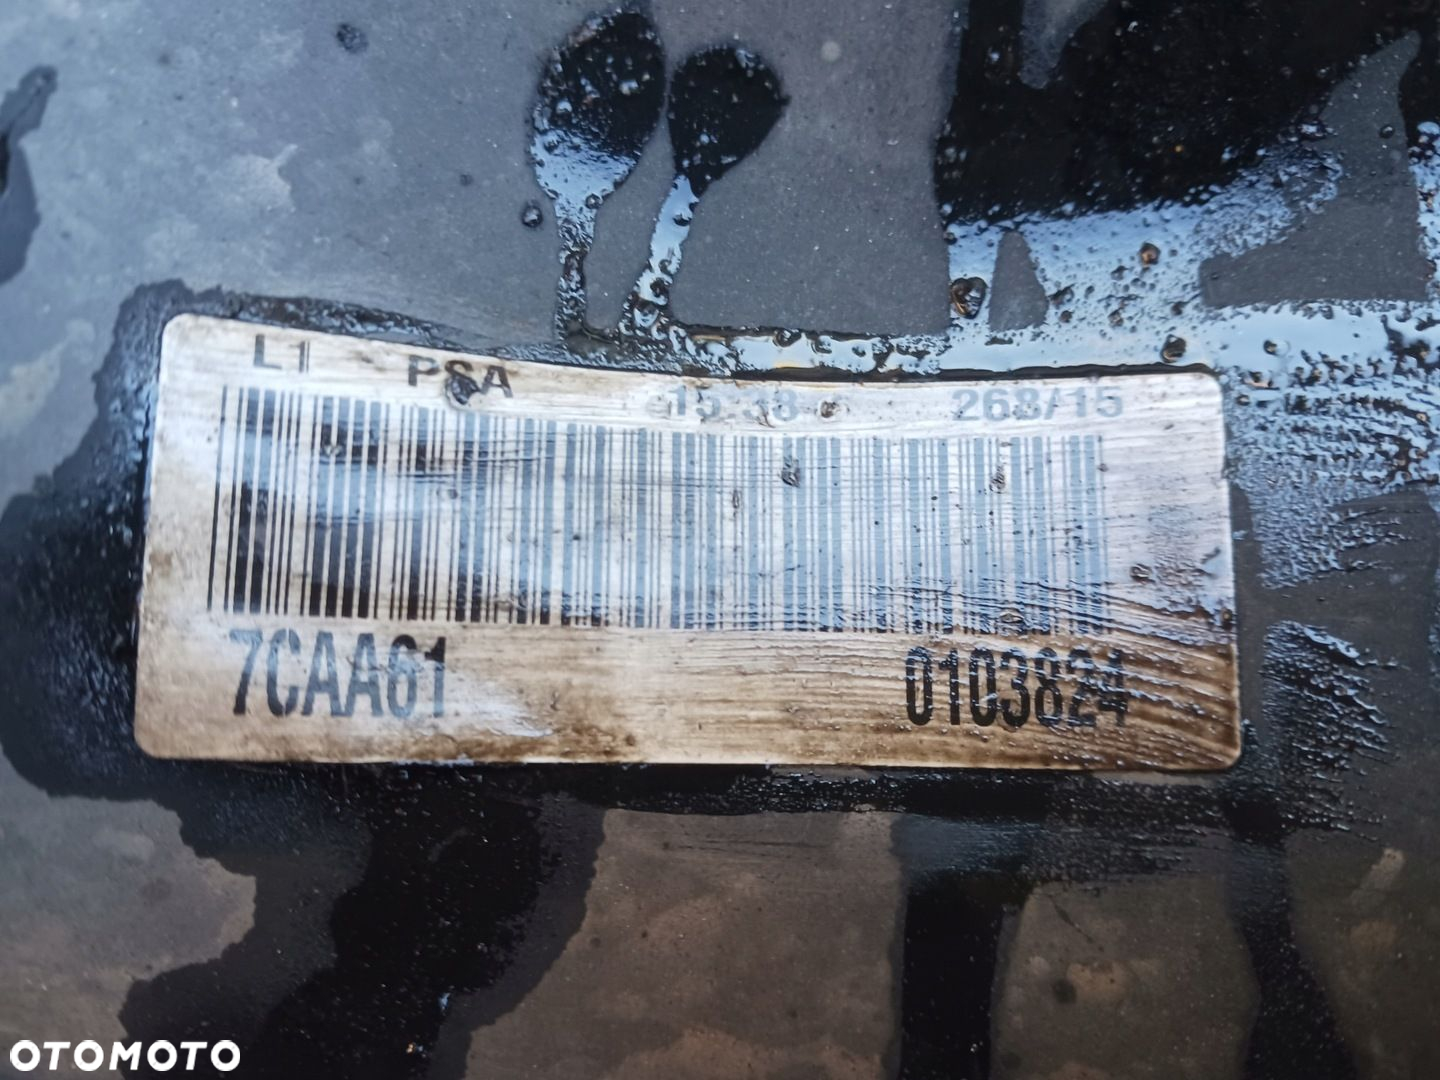 L1 PSA 15:38 268/15
7CAA61 0103824
OTOMOTO